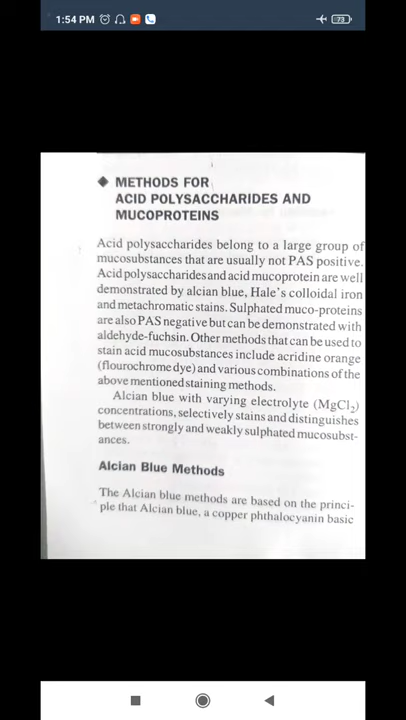 1:54 PM
73
◆ METHODS FOR
ACID POLYSACCHARIDES AND
MUCOPROTEINS
Acid polysaccharides belong to a large group of
mucosubstances that are usually not PAS positive.
Acid polysaccharides and acid mucoprotein are well
demonstrated by alcian blue, Hale's colloidal iron
and metachromatic stains. Sulphated muco-proteins
are also PAS negative but can be demonstrated with
aldehyde-fuchsin. Other methods that can be used to
stain acid mucosubstances include acridine orange
(flourochrome dye) and various combinations of the
above mentioned staining methods.
Alcian blue with varying electrolyte (MgCl₂)
concentrations, selectively stains and distinguishes
between strongly and weakly sulphated mucosubst-
ances.
Alcian Blue Methods
The Alcian blue methods are based on the princi-
ple that Alcian blue, a copper phthalocyanin basic